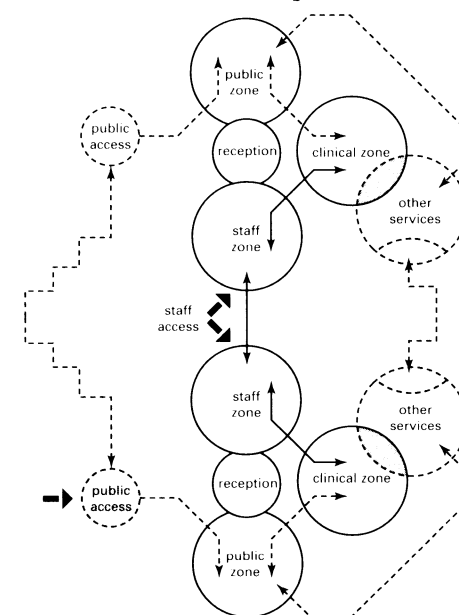 public
zone
public
access
reception
clinical zone
other
services
staff
zone
staff
access
staff
zone
other
services
clinical zone
reception
public
access
public
zone